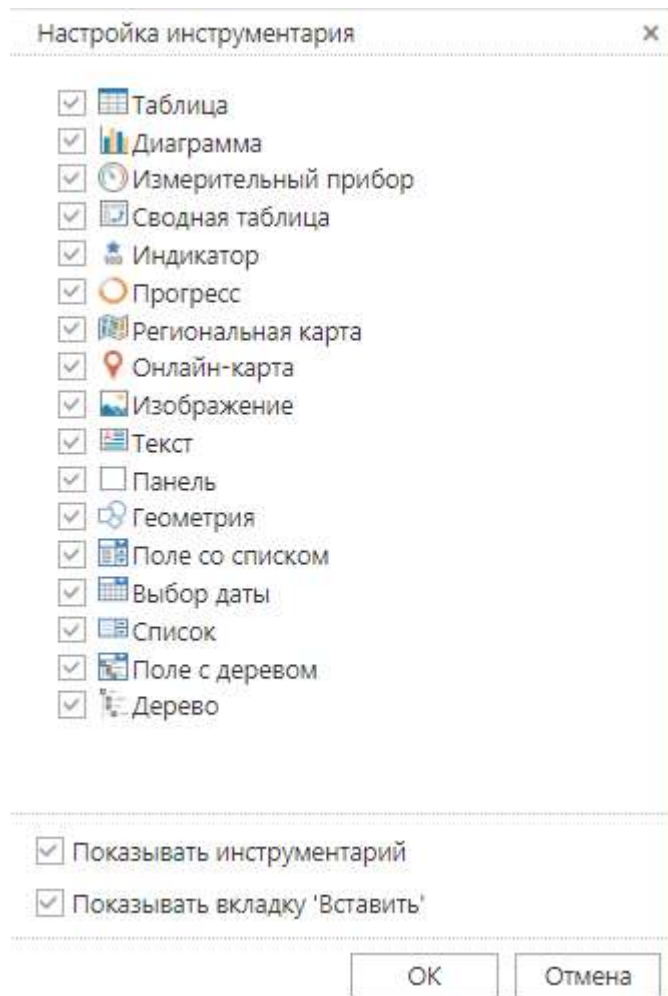 Настройка инструментария
Таблица
Диаграмма
Измерительный прибор
Сводная таблица
Индикатор
Прогресс
Региональная карта
Онлайн-карта
Изображение
Текст
Панель
Геометрия
Поле со списком
Выбор даты
Список
Поле с деревом
Дерево
Показывать инструментарий
Показывать вкладку 'Вставить'
ОК Отмена